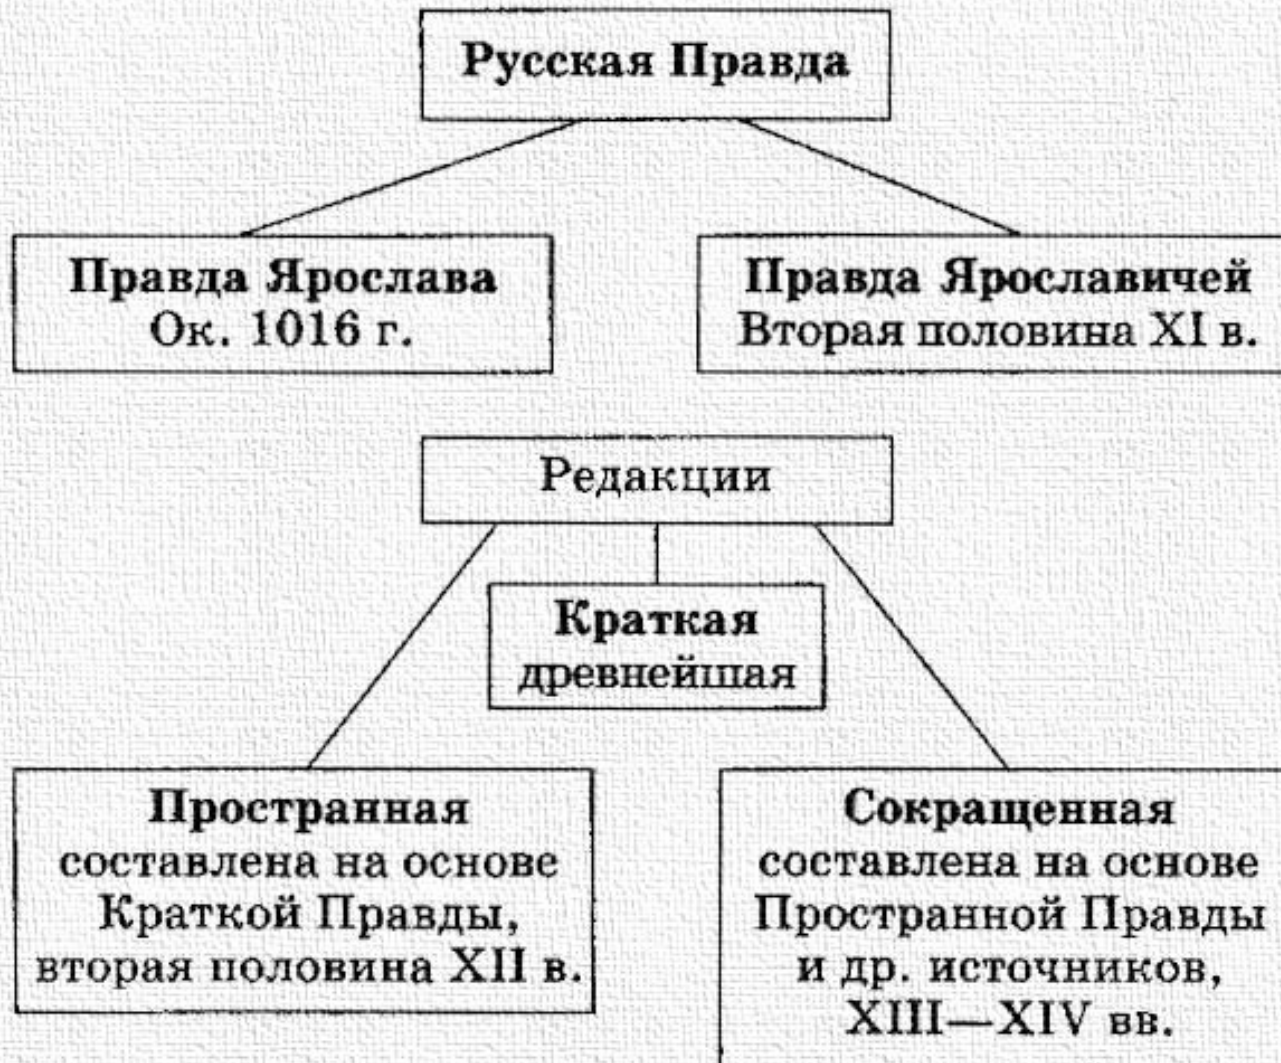 Русская Правда
Правда Ярослава
Ок. 1016 г.
Правда Ярославичей
Вторая половина XI в.
Редакции
Краткая
древнейшая
Пространная
составлена на основе
Краткой Правды,
вторая половина XII в.
Сокращенная
составлена на основе
Пространной Правды
и др. источников,
XIII—XIV вв.